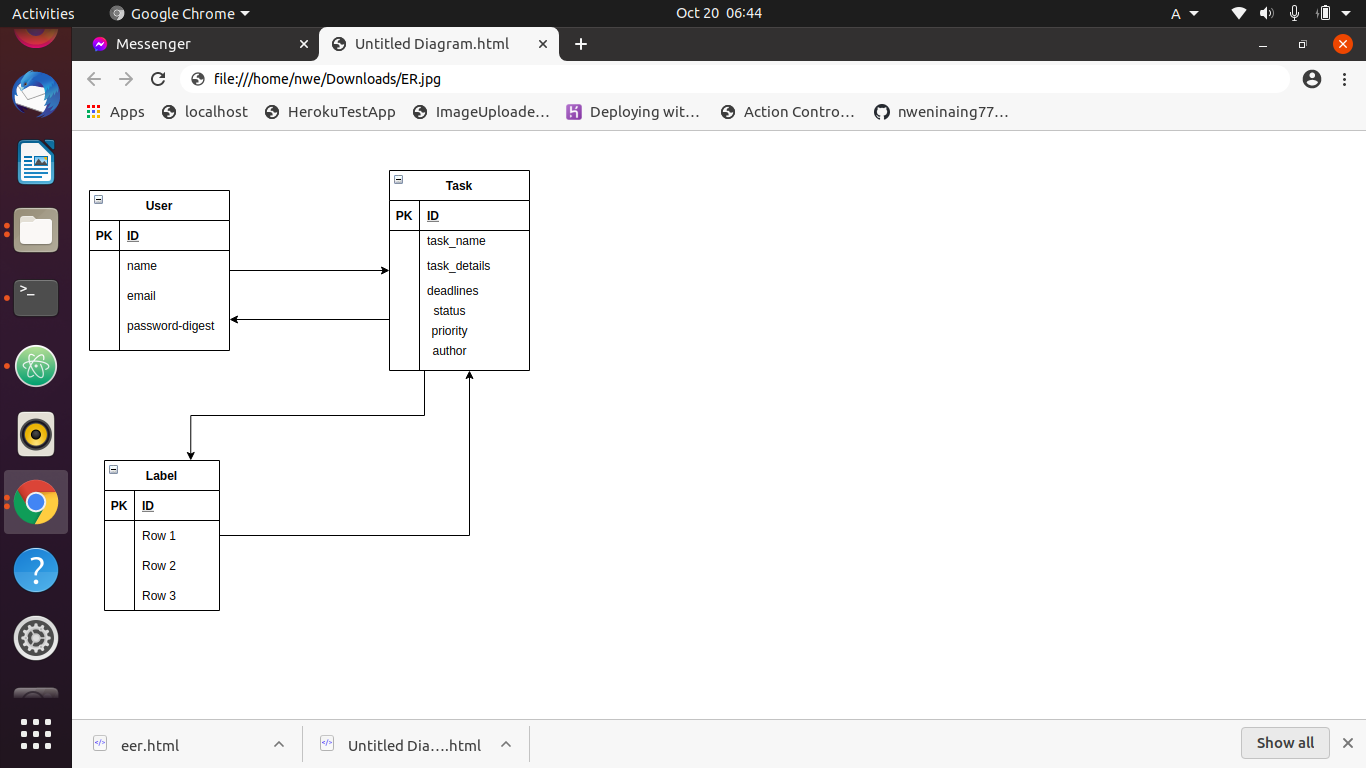 Activities
Google Chrome
Oct 20 06:44
A
Messenger
Untitled Diagram.html
file:///home/nwe/Downloads/ER.jpg
Apps
localhost
HerokuTestApp
ImageUploade...
Deploying wit...
Action Contro...
nweninaing77...
User
PK
ID
name
email
password-digest
Task
PK
ID
task_name
task_details
deadlines
status
priority
author
Label
PK
ID
Row 1
Row 2
Row 3
eer.html
Untitled Dia....html
Show all